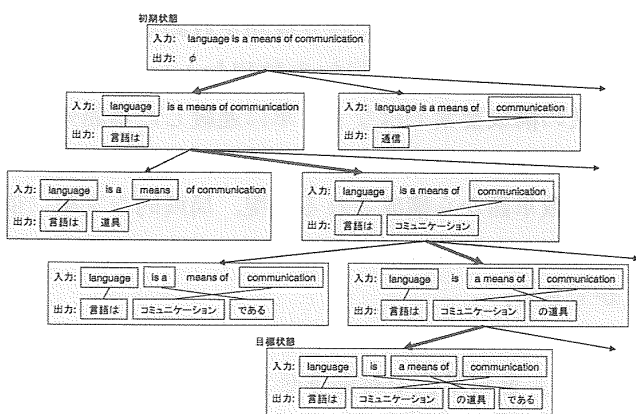 初期状態
入力: language is a means of communication
出力: φ
入力: language is a means of communication
出力: 言語は
入力: language is a means of communication
出力: 通信
入力: language is a means of communication
出力: 言語は 道具
入力: language is a means of communication
出力: 言語は コミュニケーション
入力: language is a means of communication
出力: 言語は コミュニケーション である
入力: language is a means of communication
出力: 言語は コミュニケーション の道具
目標状態
入力: language is a means of communication
出力: 言語は コミュニケーション の道具 である